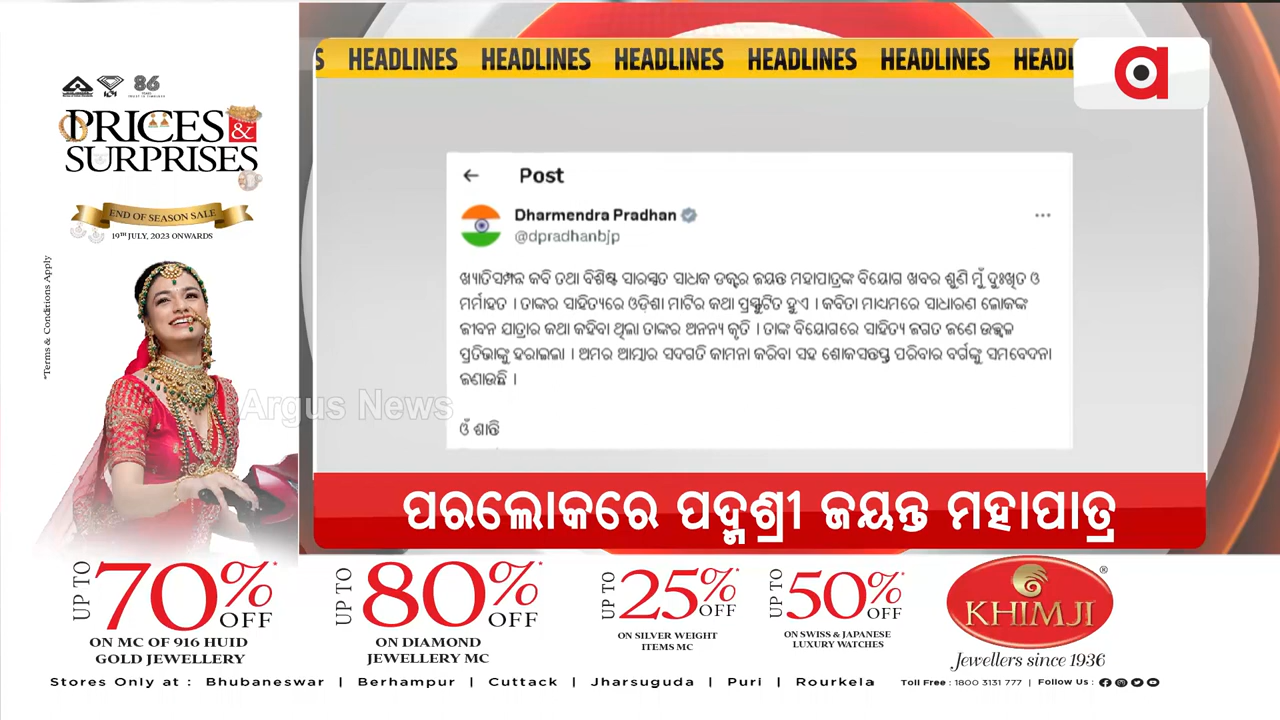 HEADLINES HEADLINES HEADLINES HEADLINES HEADLINES HEADL
a
86
PRICES &
SURPRISES
END OF SEASON SALE
19TH JULY, 2023 ONWARDS
*Terms & Conditions Apply
← Post
Dharmendra Pradhan
@dpradhanbjp
ଖ୍ୟାତିସମ୍ପନ୍ନ କବି ତଥା ବିଶିଷ୍ଟ ସାରସ୍ବତ ସାଧକ ଡକ୍ଟର ଜୟନ୍ତ ମହାପାତ୍ରଙ୍କ ବିୟୋଗ ଖବର ଶୁଣି ମୁଁ ଦୁଃଖିତ ଓ
ମର୍ମାହତ । ତାଙ୍କର ସାହିତ୍ୟରେ ଓଡ଼ିଶା ମାଟିର କଥା ପ୍ରସ୍ଫୁଟିତ ହୁଏ । କବିତା ମାଧ୍ୟମରେ ସାଧାରଣ ଲୋକଙ୍କ
ଜୀବନ ଯାତ୍ରାର କଥା କହିବା ଥିଲା ତାଙ୍କର ଅନନ୍ୟ କୃତି । ତାଙ୍କ ବିୟୋଗରେ ସାହିତ୍ୟ ଜଗତ ଜଣେ ଉଜ୍ଜ୍ୱଳ
ପ୍ରତିଭାଙ୍କୁ ହରାଇଲା । ଅମର ଆତ୍ମାର ସଦଗତି କାମନା କରିବା ସହ ଶୋକସନ୍ତପ୍ତ ପରିବାର ବର୍ଗଙ୍କୁ ସମବେଦନା
ଜଣାଉଛି ।
ଓଁ ଶାନ୍ତି
Argus News
ପରଲୋକରେ ପଦ୍ମଶ୍ରୀ ଜୟନ୍ତ ମହାପାତ୍ର
UP TO 70%* OFF
ON MC OF 916 HUID
GOLD JEWELLERY
UP TO 80%* OFF
ON DIAMOND
JEWELLERY MC
UP TO 25%* OFF
ON SILVER WEIGHT
ITEMS MC
UP TO 50%* OFF
ON SWISS & JAPANESE
LUXURY WATCHES
KHIMJI ®
Jewellers since 1936
Stores Only at : Bhubaneswar | Berhampur | Cuttack | Jharsuguda | Puri | Rourkela
Toll Free : 1800 3131 777 | Follow Us :